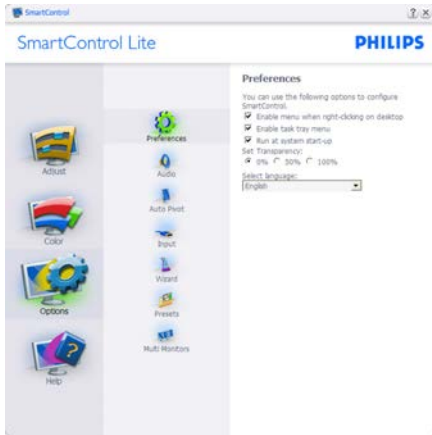 SmartControl
SmartControl Lite
PHILIPS
Adjust
Color
Options
Help
Preferences
Audio
Auto Pivot
Input
Wizard
Presets
Multi Monitors
Preferences
You can use the following options to configure
SmartControl.
Enable menu when right-clicking on desktop
Enable task tray menu
Run at system start-up
Set Transparency:
0% 50% 100%
Select language:
English